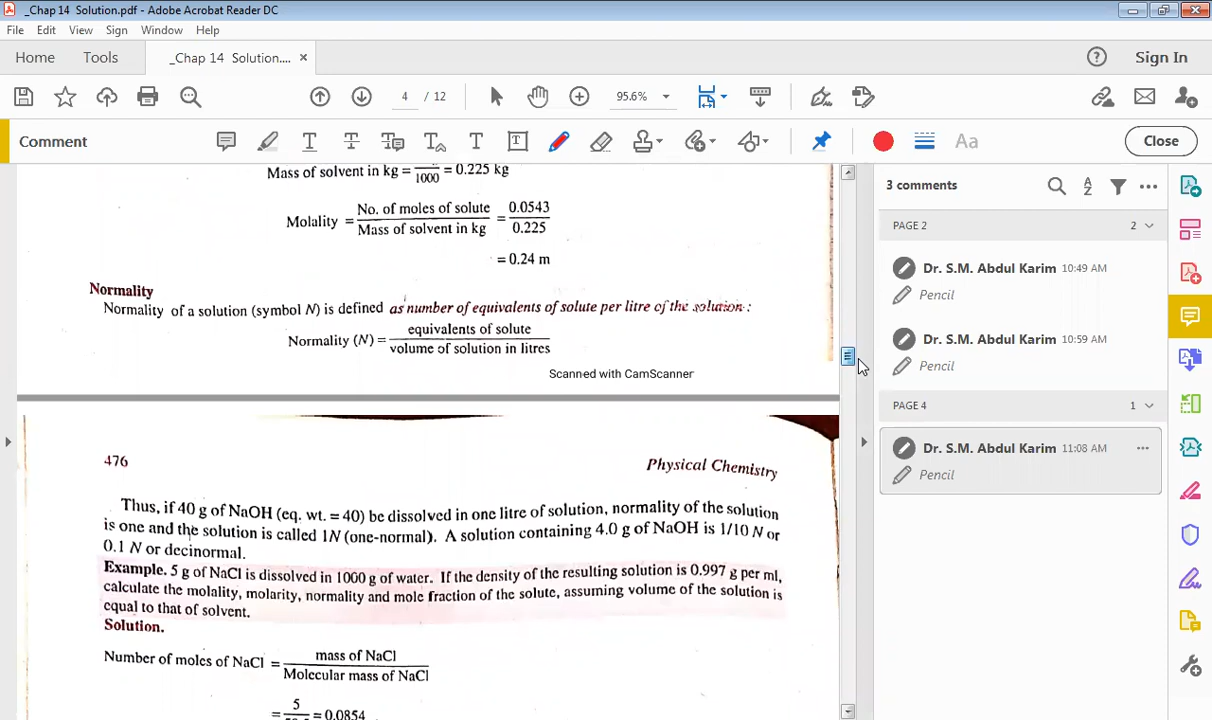 _Chap 14  Solution.pdf - Adobe Acrobat Reader DC
File Edit View Sign Window Help
Home Tools _Chap 14 Solution.... × Sign In
4 / 12 95.6%
Comment Aa Close
Mass of solvent in kg = /1000 = 0.225 kg
Molality = No. of moles of solute / Mass of solvent in kg = 0.0543 / 0.225
= 0.24 m
Normality
Normality of a solution (symbol N) is defined as number of equivalents of solute per litre of the solution :
Normality (N) = equivalents of solute / volume of solution in litres
Scanned with CamScanner
476 Physical Chemistry
Thus, if 40 g of NaOH (eq. wt. = 40) be dissolved in one litre of solution, normality of the solution
is one and the solution is called 1N (one-normal). A solution containing 4.0 g of NaOH is 1/10 N or
0.1 N or decinormal.
Example. 5 g of NaCl is dissolved in 1000 g of water. If the density of the resulting solution is 0.997 g per ml,
calculate the molality, molarity, normality and mole fraction of the solute, assuming volume of the solution is
equal to that of solvent.
Solution.
Number of moles of NaCl = mass of NaCl / Molecular mass of NaCl
= 5 / = 0.0854
3 comments
PAGE 2 2
Dr. S.M. Abdul Karim 10:49 AM
Pencil
Dr. S.M. Abdul Karim 10:59 AM
Pencil
PAGE 4 1
Dr. S.M. Abdul Karim 11:08 AM ...
Pencil